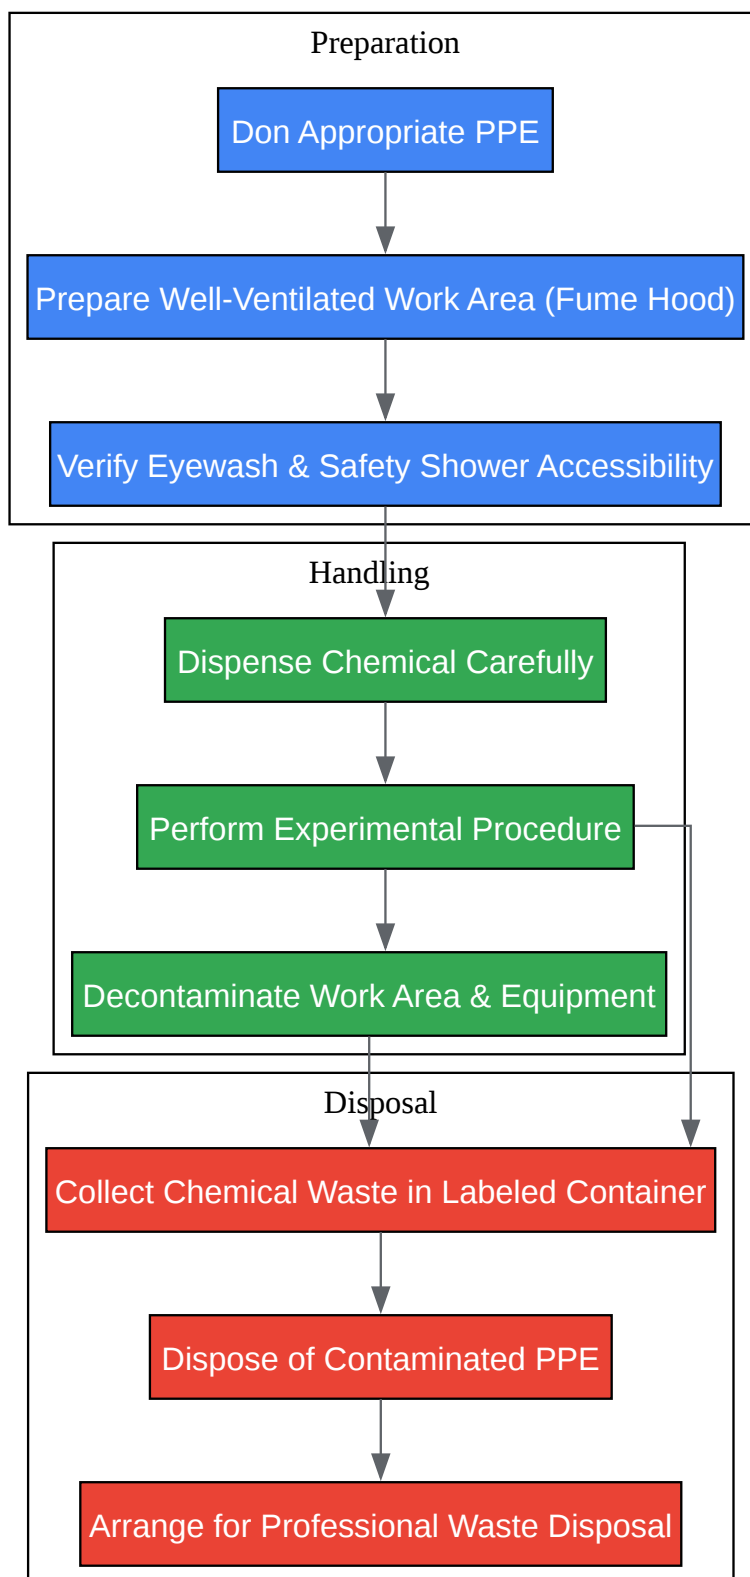 Preparation
Don Appropriate PPE
Prepare Well-Ventilated Work Area (Fume Hood)
Verify Eyewash & Safety Shower Accessibility
Handling
Dispense Chemical Carefully
Perform Experimental Procedure
Decontaminate Work Area & Equipment
Disposal
Collect Chemical Waste in Labeled Container
Dispose of Contaminated PPE
Arrange for Professional Waste Disposal